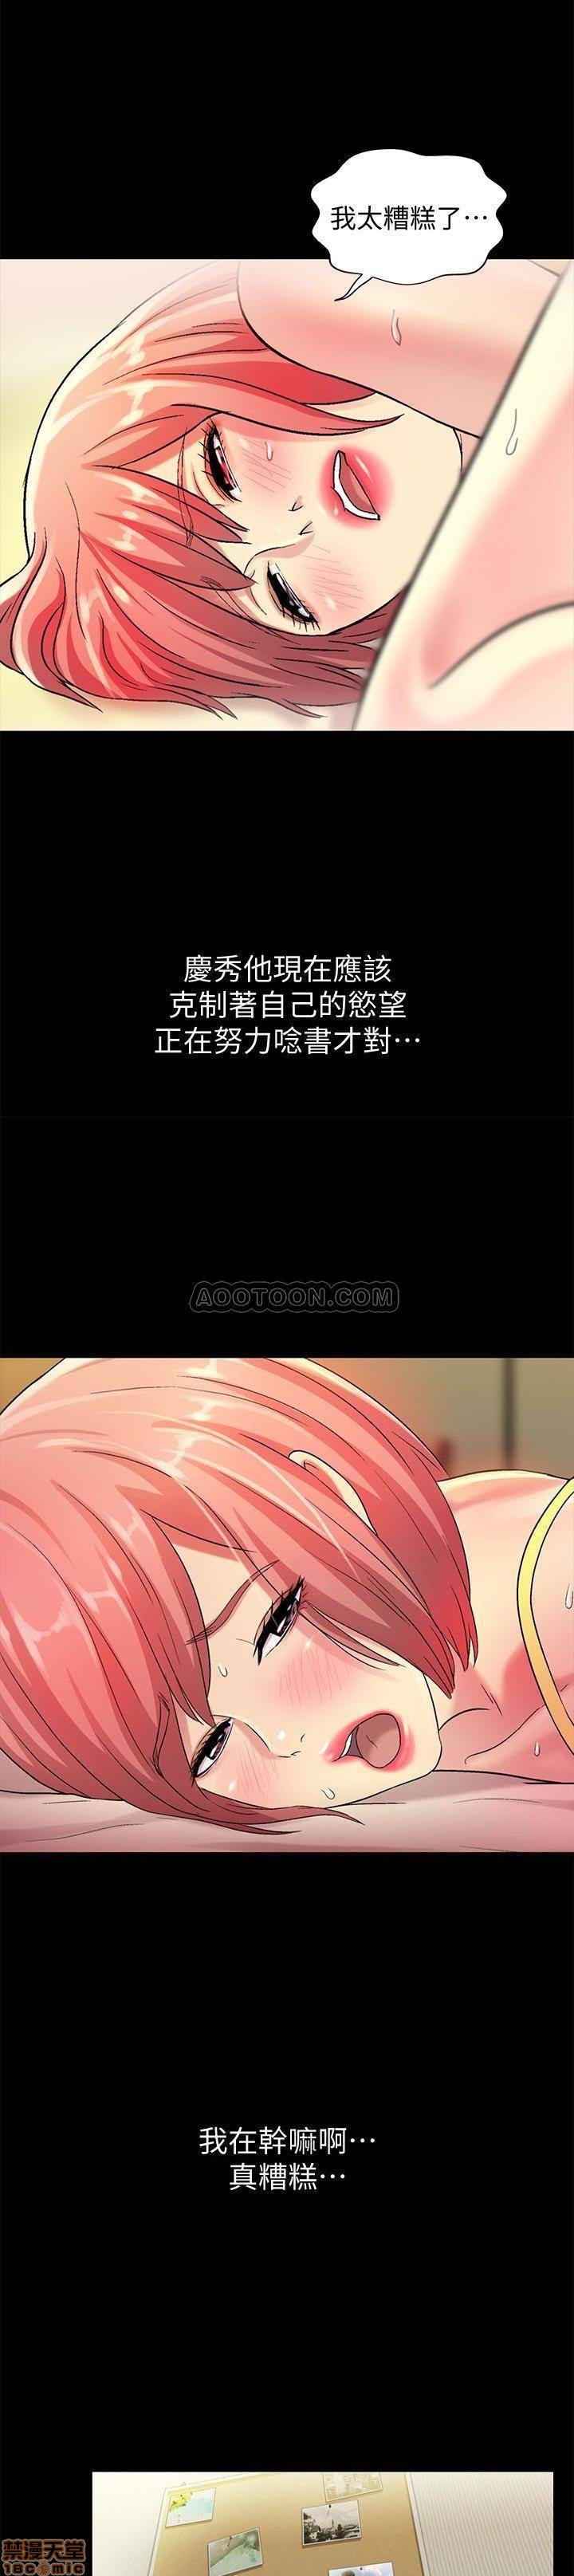 我太糟糕了⋯
慶秀他現在應該
克制著自己的慾望
正在努力唸書才對⋯
AOOTOON.COM
我在幹嘛啊⋯
真糟糕⋯
禁漫天堂
18COMIC